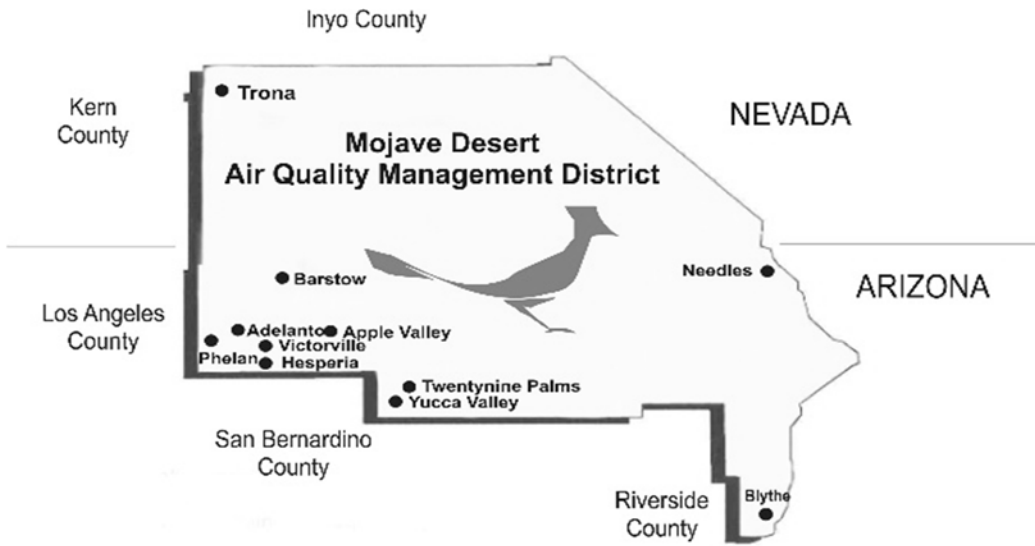 Inyo County
Kern
County
Trona
NEVADA
Mojave Desert
Air Quality Management District
Barstow
Needles
ARIZONA
Los Angeles
County
Adelanto
Apple Valley
Victorville
Phelan
Hesperia
Twentynine Palms
Yucca Valley
San Bernardino
County
Riverside
County
Blythe